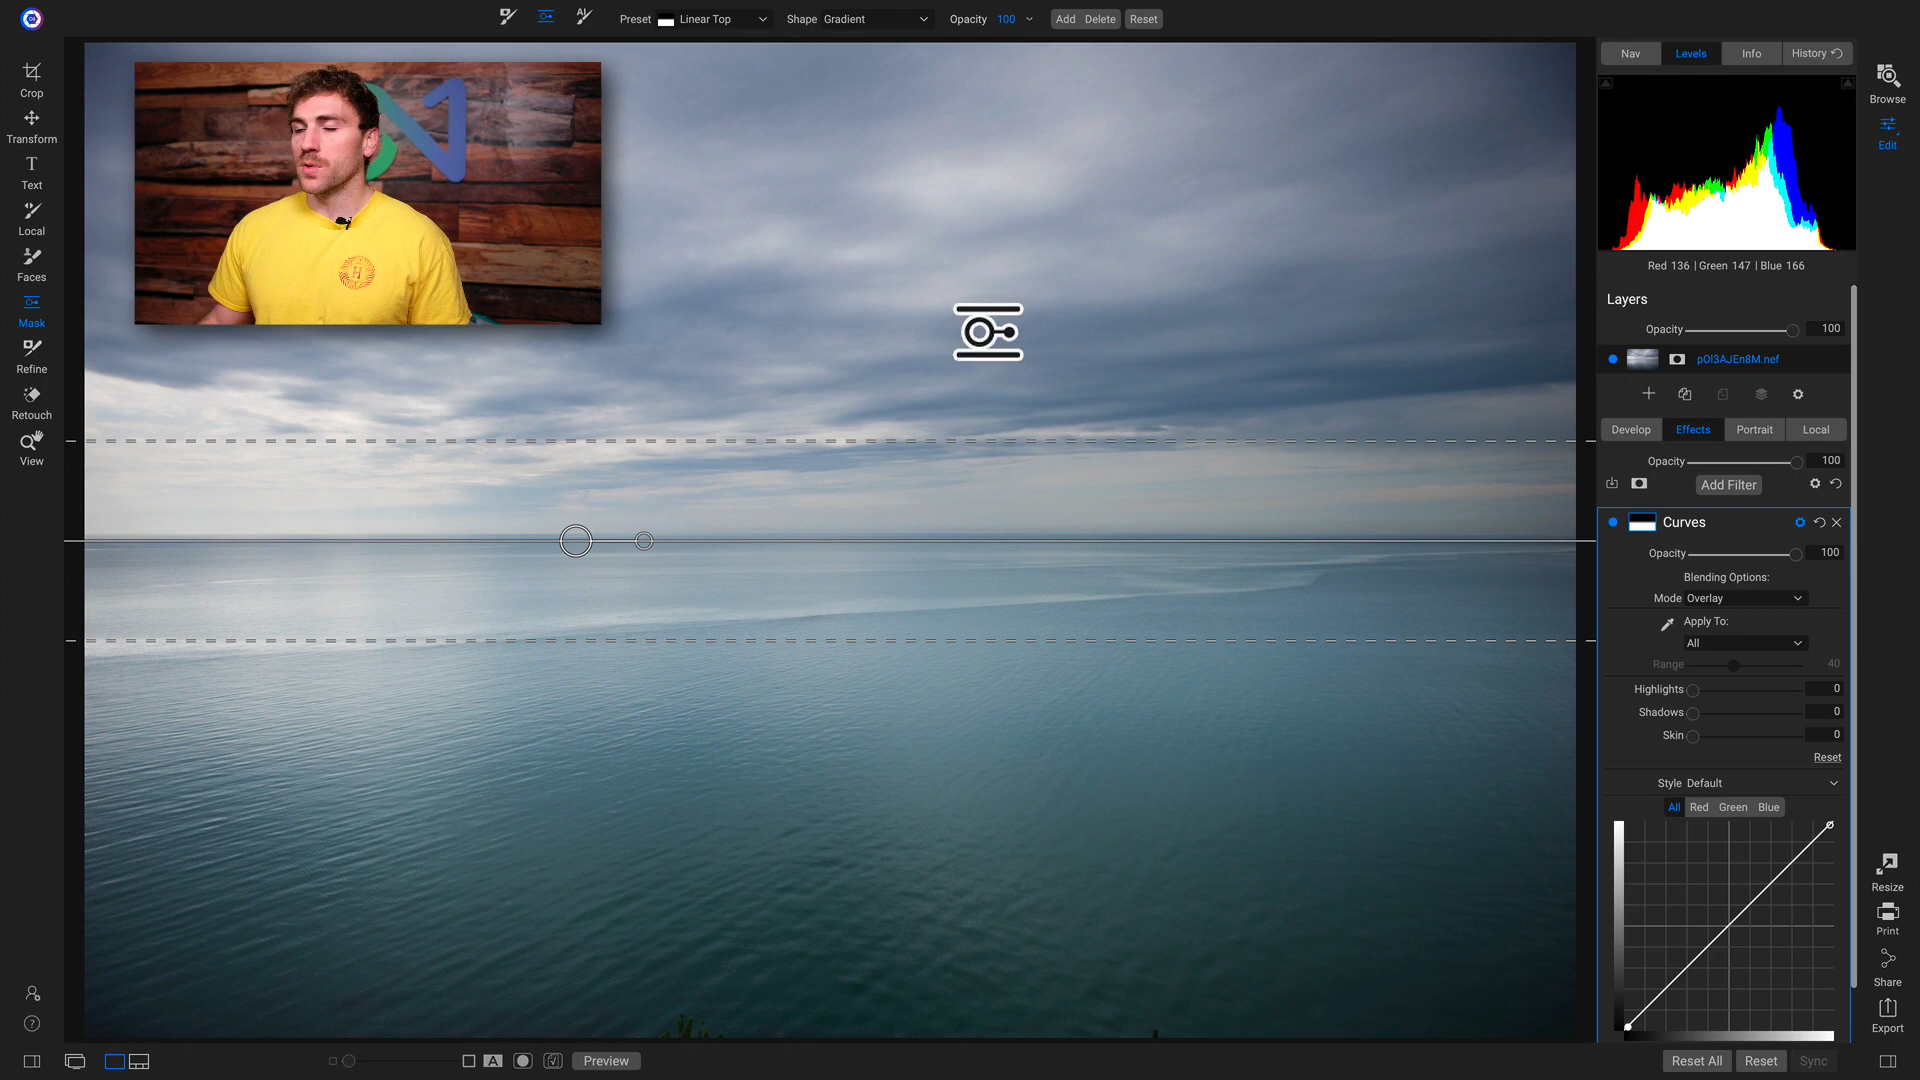 Preset Linear Top Shape Gradient Opacity 100 Add Delete Reset
Nav Levels Info History
Crop
Transform
T
Text
Local
Faces
Mask
Refine
Retouch
View
H
Browse
Edit
Red 136 | Green 147 | Blue 166
Layers
Opacity 100
pOl3AJEn8M.nef
Develop Effects Portrait Local
Opacity 100
Add Filter
Curves
Opacity 100
Blending Options:
Mode Overlay
Apply To:
All
Range 40
Highlights 0
Shadows 0
Skin 0
Reset
Style Default
All Red Green Blue
Resize
Print
Share
Export
?
A Preview
Reset All Reset Sync